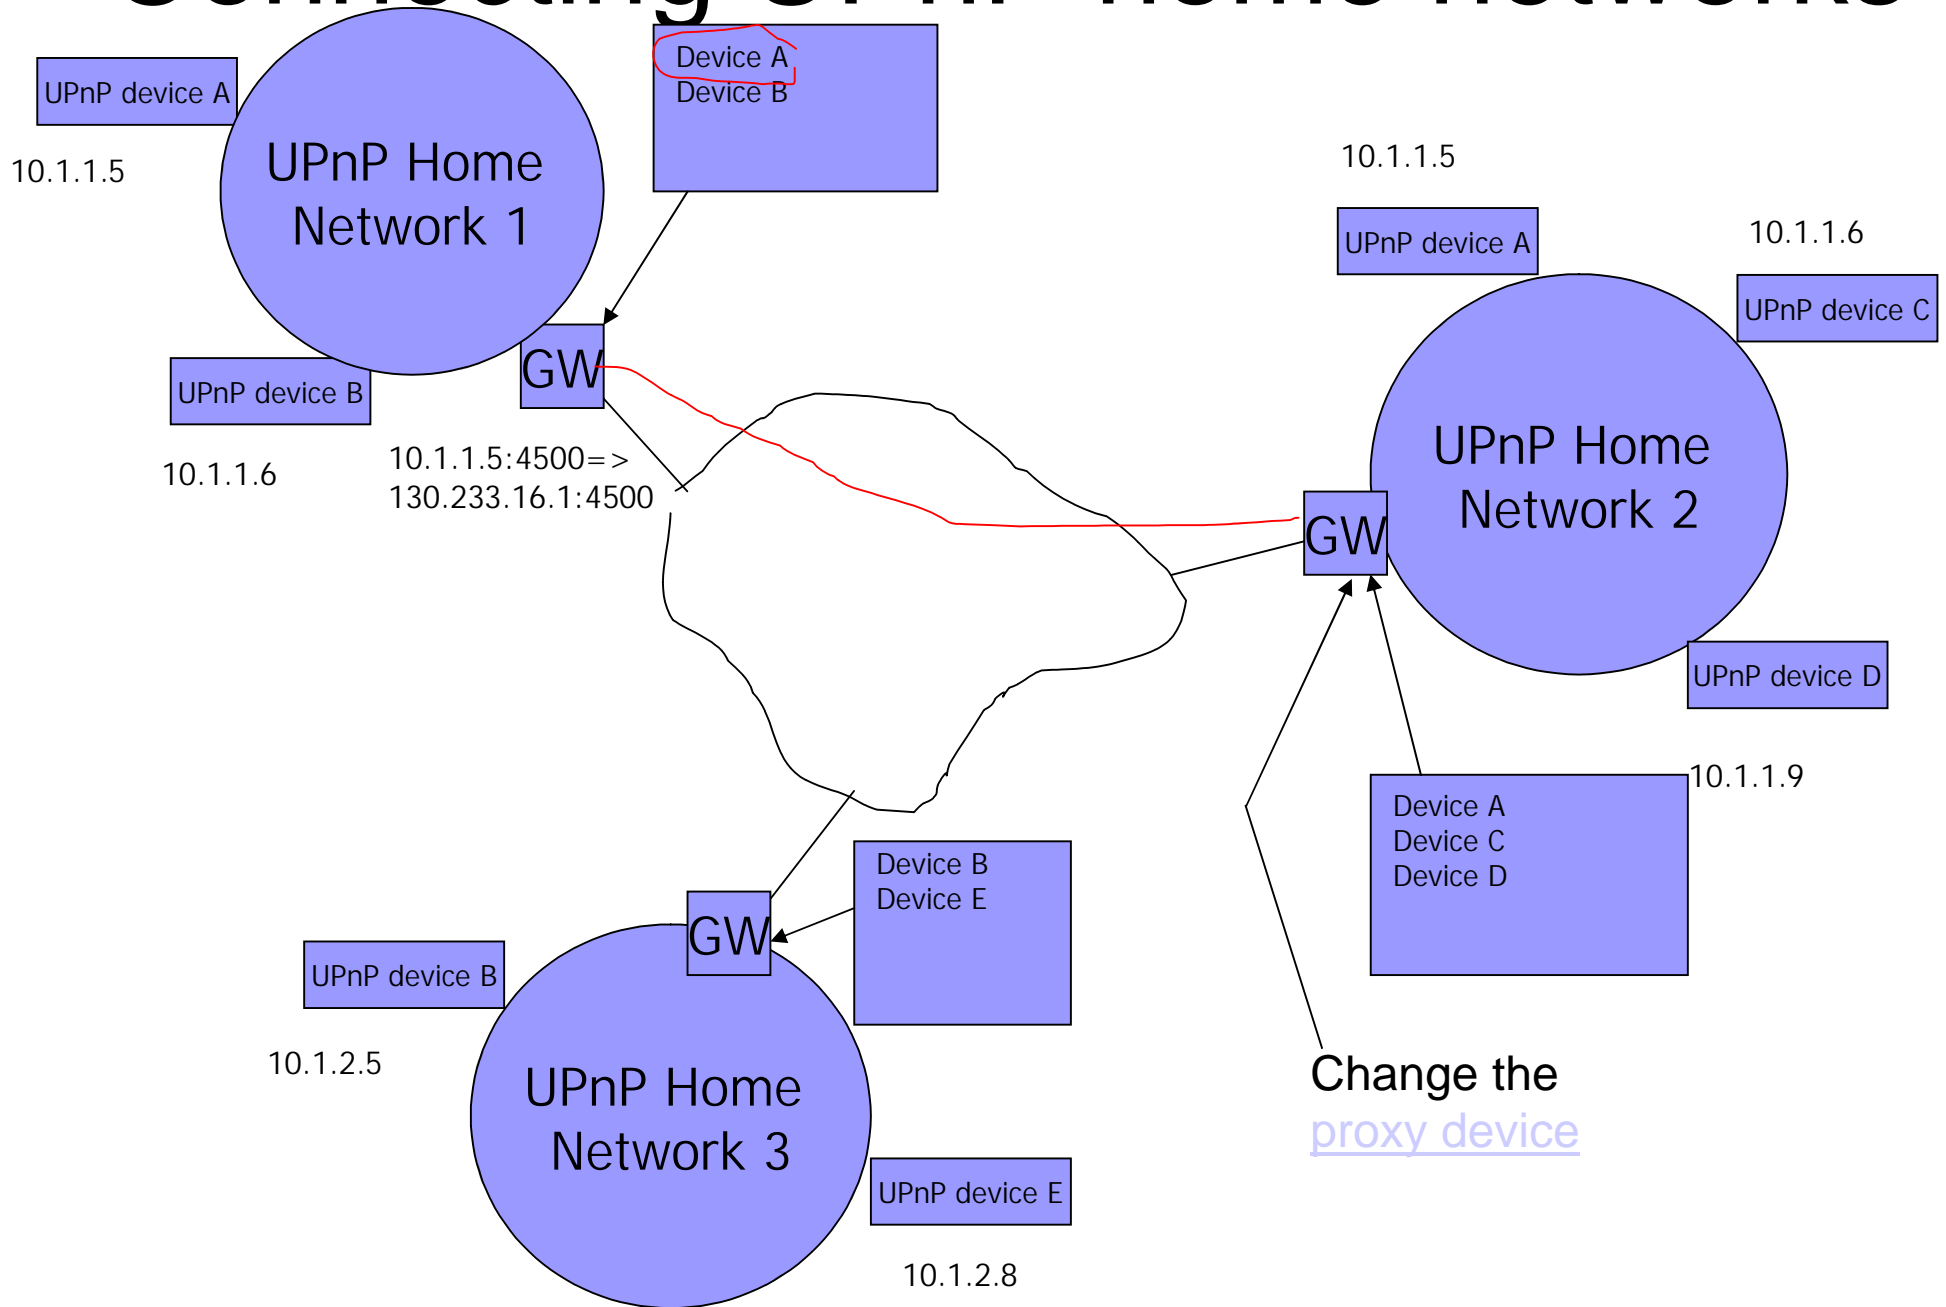 Connecting UPnP home networks
Device A
Device B
UPnP device A
10.1.1.5
UPnP Home
Network 1
GW
UPnP device B
10.1.1.6
10.1.1.5:4500=>
130.233.16.1:4500
10.1.1.5
UPnP device A
10.1.1.6
UPnP device C
UPnP Home
Network 2
GW
UPnP device D
10.1.1.9
Device A
Device C
Device D
Change the
proxy device
Device B
Device E
GW
UPnP device B
10.1.2.5
UPnP Home
Network 3
UPnP device E
10.1.2.8